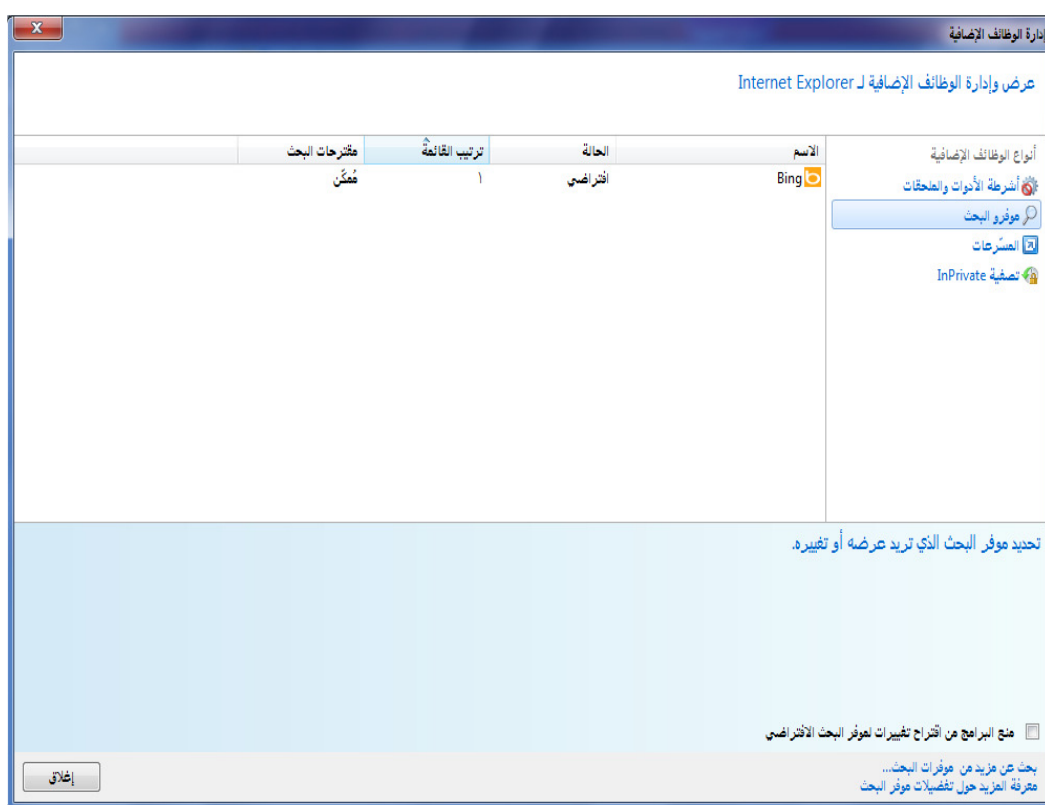 إدارة الوظائف الإضافية
عرض وإدارة الوظائف الإضافية لـ Internet Explorer
أنواع الوظائف الإضافية
أشرطة الأدوات والملحقات
موفرو البحث
المسّرعات
تصفية InPrivate
الاسم الحالة ترتيب القائمة مقترحات البحث
Bing افتراضي ١ مُمكّن
تحديد موفر البحث الذي تريد عرضه أو تغييره.
منع البرامج من اقتراح تغييرات لموفر البحث الافتراضي
بحث عن مزيد من موفرات البحث...
معرفة المزيد حول تفضيلات موفر البحث
إغلاق